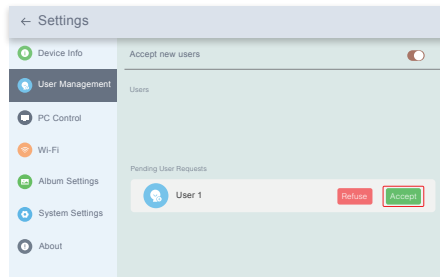 ← Settings
Device Info
User Management
PC Control
Wi-Fi
Album Settings
System Settings
About
Accept new users
Users
Pending User Requests
User 1
Refuse
Accept